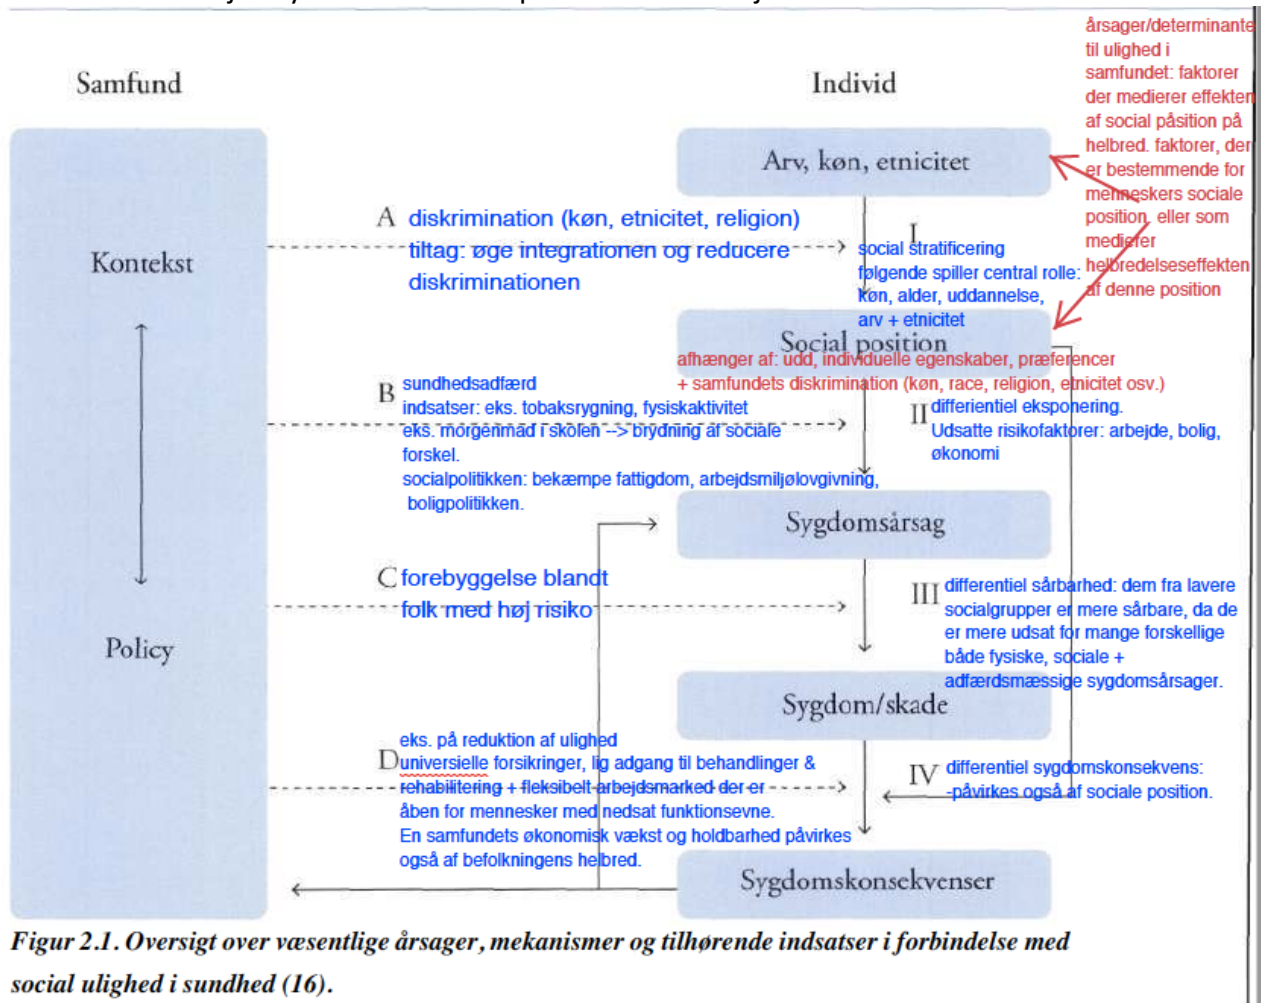 Samfund
Individ
årsager/determinante
til ulighed i
samfundet: faktorer
der medierer effekten
af social påsition på
helbred. faktorer, der
er bestemmende for
menneskers sociale
position, eller som
medierer
helbredelseseffekten
af denne position
Arv, køn, etnicitet
Kontekst
A diskrimination (køn, etnicitet, religion)
tiltag: øge integrationen og reducere
diskriminationen
I
social stratificering
følgende spiller central rolle:
køn, alder, uddannelse,
arv + etnicitet
Social position
afhænger af: udd, individuelle egenskaber, præferencer
+ samfundets diskrimination (køn, race, religion, etnicitet osv.)
B sundhedsadfærd
indsatser: eks. tobaksrygning, fysiskaktivitet
eks. morgenmad i skolen --> brydning af sociale
forskel.
socialpolitikken: bekæmpe fattigdom, arbejdsmiljølovgivning,
boligpolitikken.
II differientiel eksponering.
Udsatte risikofaktorer: arbejde, bolig,
økonomi
Sygdomsårsag
C forebyggelse blandt
folk med høj risiko
III differentiel sårbarhed: dem fra lavere
socialgrupper er mere sårbare, da de
er mere udsat for mange forskellige
både fysiske, sociale +
adfærdsmæssige sygdomsårsager.
Policy
Sygdom/skade
D eks. på reduktion af ulighed
universielle forsikringer, lig adgang til behandlinger &
rehabilitering + fleksibelt arbejdsmarked der er
åben for mennesker med nedsat funktionsevne.
En samfundets økonomisk vækst og holdbarhed påvirkes
også af befolkningens helbred.
IV differentiel sygdomskonsekvens:
-påvirkes også af sociale position.
Sygdomskonsekvenser
Figur 2.1. Oversigt over væsentlige årsager, mekanismer og tilhørende indsatser i forbindelse med
social ulighed i sundhed (16).